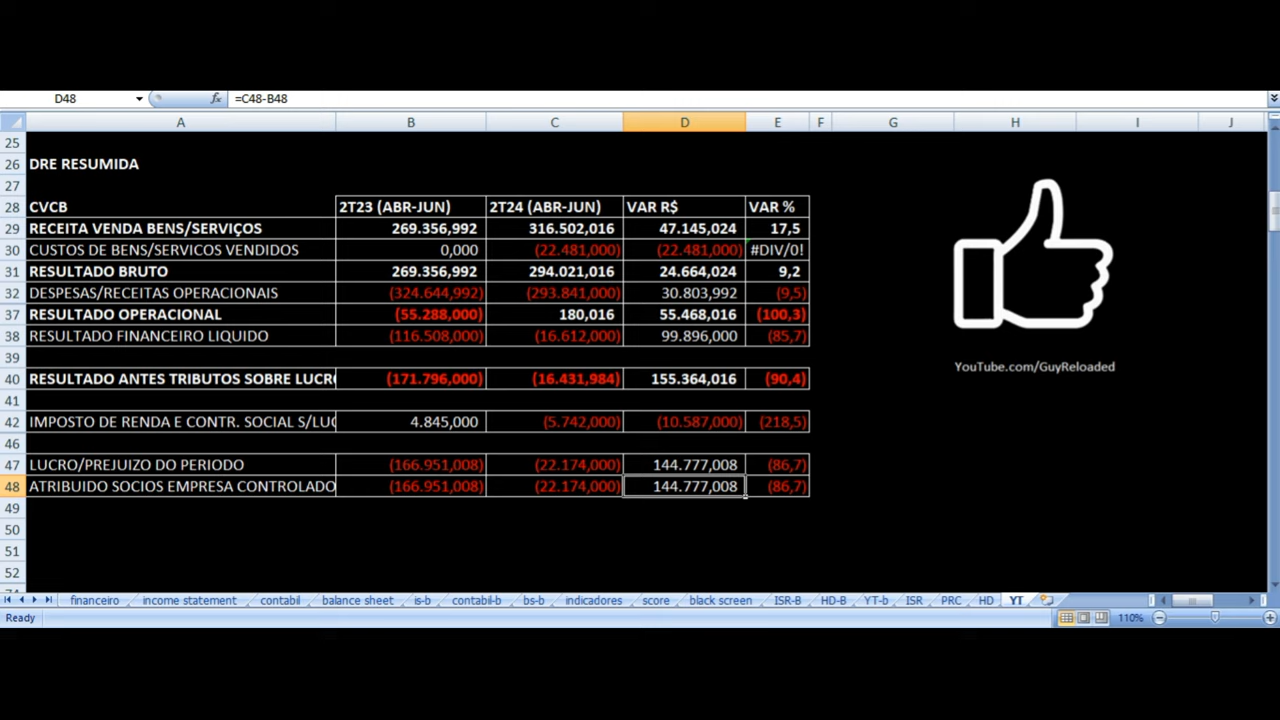 D48 fx =C48-B48
A B C D E F G H I J
25
26 DRE RESUMIDA
27
28 CVCB 2T23 (ABR-JUN) 2T24 (ABR-JUN) VAR R$ VAR %
29 RECEITA VENDA BENS/SERVIÇOS 269.356,992 316.502,016 47.145,024 17,5
30 CUSTOS DE BENS/SERVICOS VENDIDOS 0,000 (22.481,000) (22.481,000) #DIV/0!
31 RESULTADO BRUTO 269.356,992 294.021,016 24.664,024 9,2
32 DESPESAS/RECEITAS OPERACIONAIS (324.644,992) (293.841,000) 30.803,992 (9,5)
37 RESULTADO OPERACIONAL (55.288,000) 180,016 55.468,016 (100,3)
38 RESULTADO FINANCEIRO LIQUIDO (116.508,000) (16.612,000) 99.896,000 (85,7)
39
40 RESULTADO ANTES TRIBUTOS SOBRE LUCR (171.796,000) (16.431,984) 155.364,016 (90,4)
41
42 IMPOSTO DE RENDA E CONTR. SOCIAL S/LUC 4.845,000 (5.742,000) (10.587,000) (218,5)
46
47 LUCRO/PREJUIZO DO PERIODO (166.951,008) (22.174,000) 144.777,008 (86,7)
48 ATRIBUIDO SOCIOS EMPRESA CONTROLADO (166.951,008) (22.174,000) 144.777,008 (86,7)
49
50
51
52
YouTube.com/GuyReloaded
financeiro income statement contabil balance sheet is-b contabil-b bs-b indicadores score black screen ISR-B HD-B YT-b ISR PRC HD YT
Ready 110%